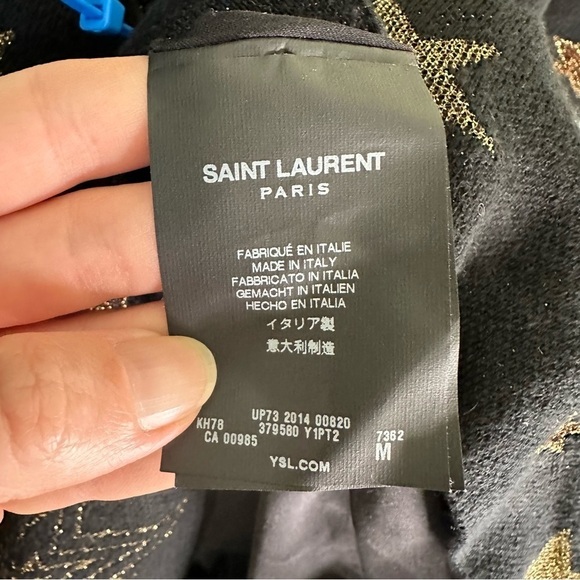 SAINT LAURENT
PARIS
FABRIQUÉ EN ITALIE
MADE IN ITALY
FABBRICATO IN ITALIA
GEMACHT IN ITALIEN
HECHO EN ITALIA
イタリア製
意大利制造
KH78 UP73 2014 00820
CA 00985 379580 Y1PT2 7362
M
YSL.COM